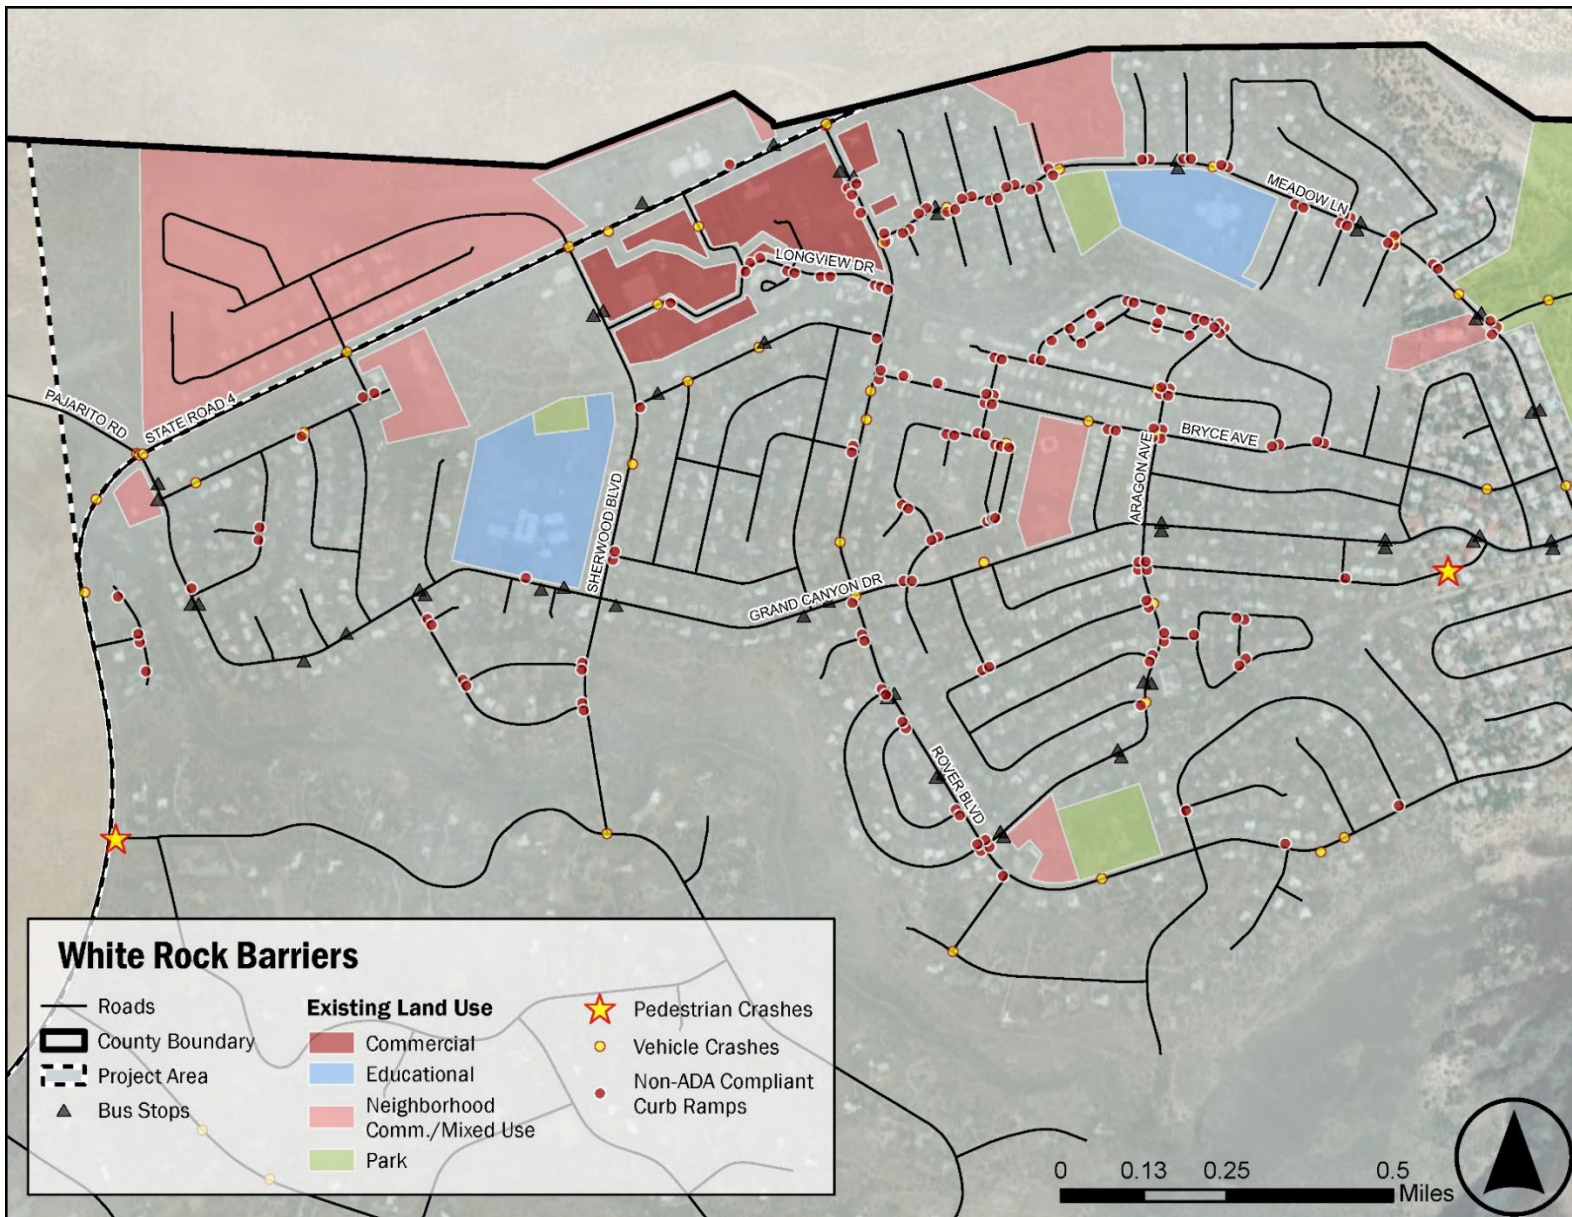 MEADOW LN
LONGVIEW DR
PAJARITO RD
STATE ROAD 4
BRYCE AVE
ARAGON AVE
SHERWOOD BLVD
GRAND CANYON DR
ROVER BLVD
White Rock Barriers
Roads
County Boundary
Project Area
Bus Stops
Existing Land Use
Commercial
Educational
Neighborhood
Comm./Mixed Use
Park
Pedestrian Crashes
Vehicle Crashes
Non-ADA Compliant
Curb Ramps
0 0.13 0.25 0.5
Miles